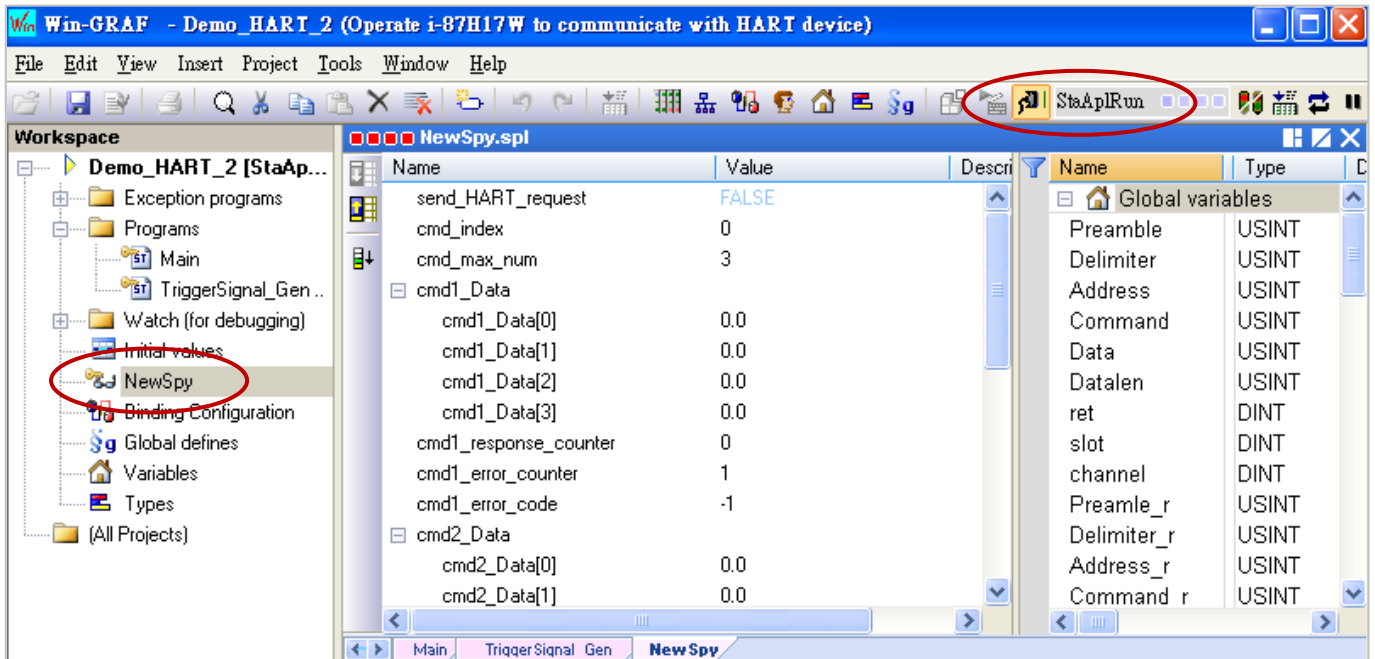 Win-GRAF - Demo_HART_2 (Operate i-87H17W to communicate with HART device)
File Edit View Insert Project Tools Window Help
StaAplRun
Workspace
Demo_HART_2 [StaAp...
Exception programs
Programs
Main
TriggerSignal_Gen ..
Watch (for debugging)
Initial values
NewSpy
Binding Configuration
Global defines
Variables
Types
(All Projects)
NewSpy.spl
Name Value Descri
send_HART_request FALSE
cmd_index 0
cmd_max_num 3
cmd1_Data
cmd1_Data[0] 0.0
cmd1_Data[1] 0.0
cmd1_Data[2] 0.0
cmd1_Data[3] 0.0
cmd1_response_counter 0
cmd1_error_counter 1
cmd1_error_code -1
cmd2_Data
cmd2_Data[0] 0.0
cmd2_Data[1] 0.0
Name Type D
Global variables
Preamble USINT
Delimiter USINT
Address USINT
Command USINT
Data USINT
Datalen USINT
ret DINT
slot DINT
channel DINT
Preamle_r USINT
Delimiter_r USINT
Address_r USINT
Command_r USINT
Main TriggerSignal_Gen NewSpy